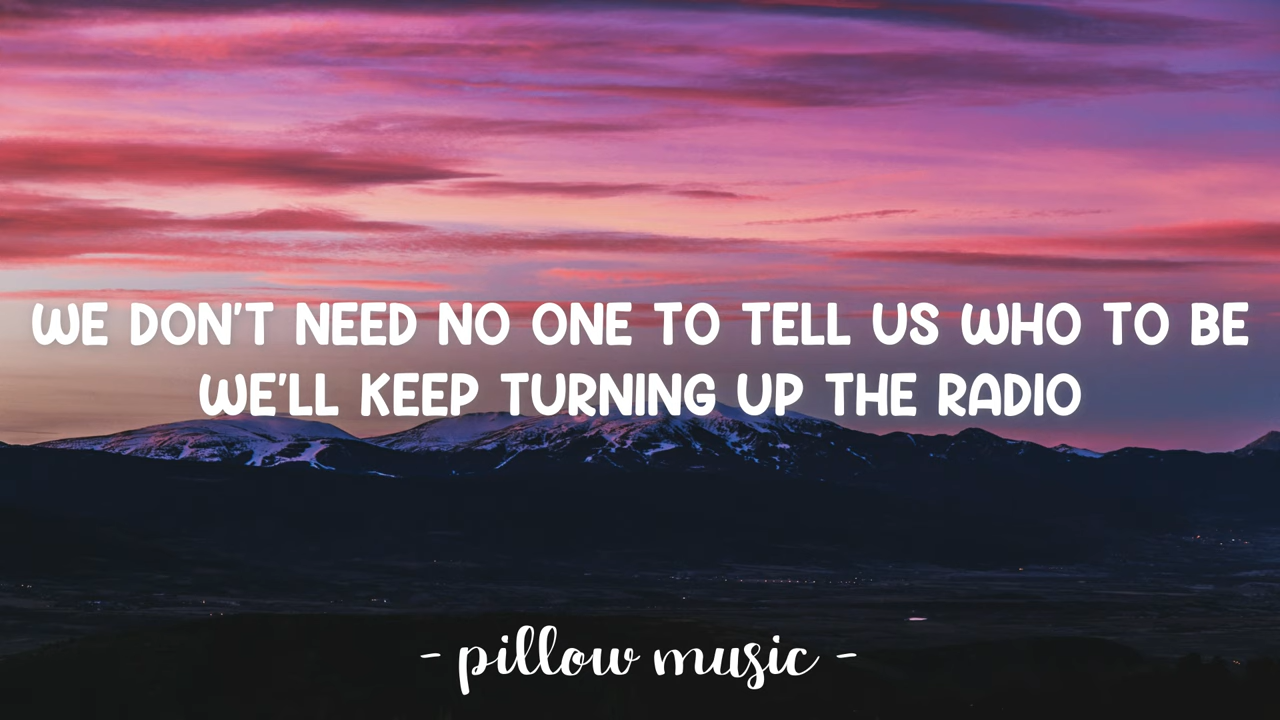 WE DON'T NEED NO ONE TO TELL US WHO TO BE
WE'LL KEEP TURNING UP THE RADIO
- pillow music -